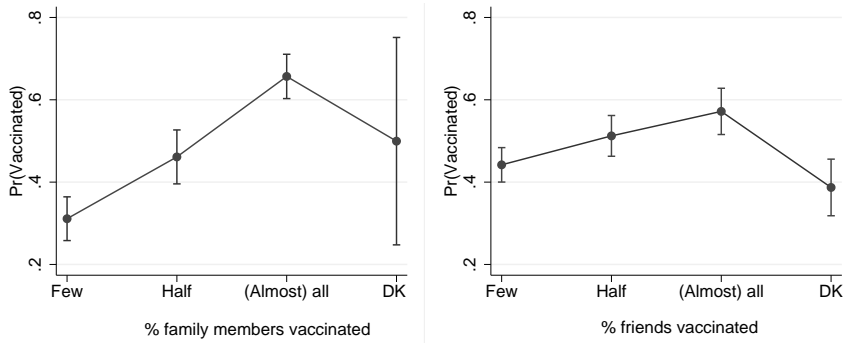 Pr(Vaccinated)
.8
.6
.4
.2
Few Half (Almost) all DK
% family members vaccinated
Pr(Vaccinated)
.8
.6
.4
.2
Few Half (Almost) all DK
% friends vaccinated